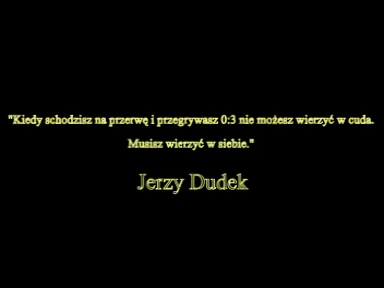 "Kiedy schodzisz na przerwę i przegrywasz 0:3 nie możesz wierzyć w cuda.
Musisz wierzyć w siebie."
Jerzy Dudek